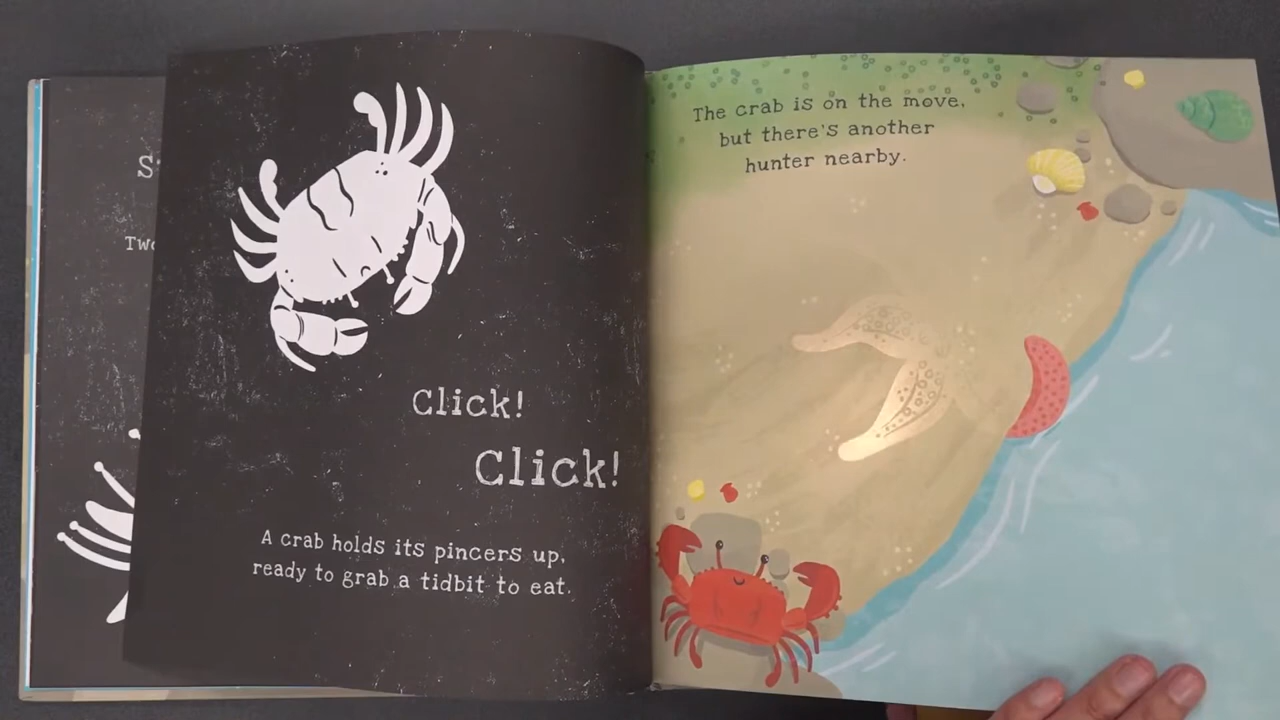 Click!
Click!
A crab holds its pincers up,
ready to grab a tidbit to eat.
The crab is on the move,
but there's another
hunter nearby.